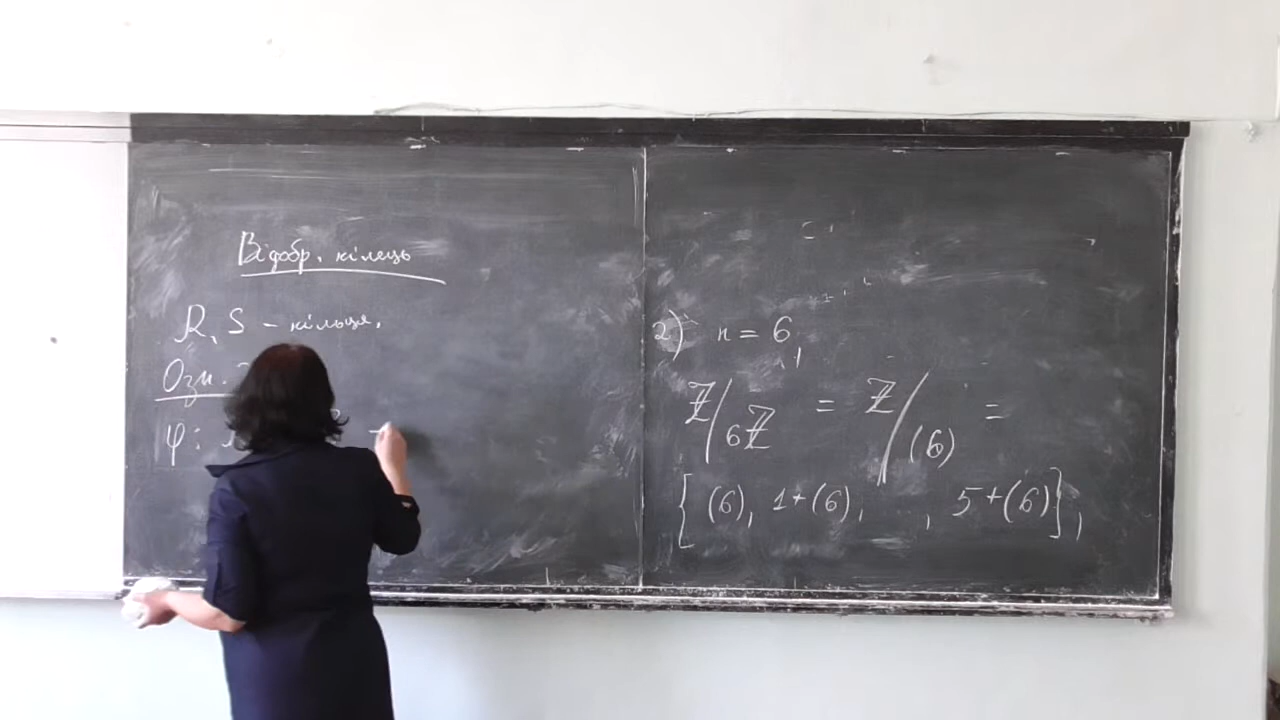 Відобр. кілець
R, S – кільця.
Озн.
φ:
2) n = 6,
ℤ/6ℤ = ℤ/(6) =
{ (6), 1+(6), ..., 5+(6)},